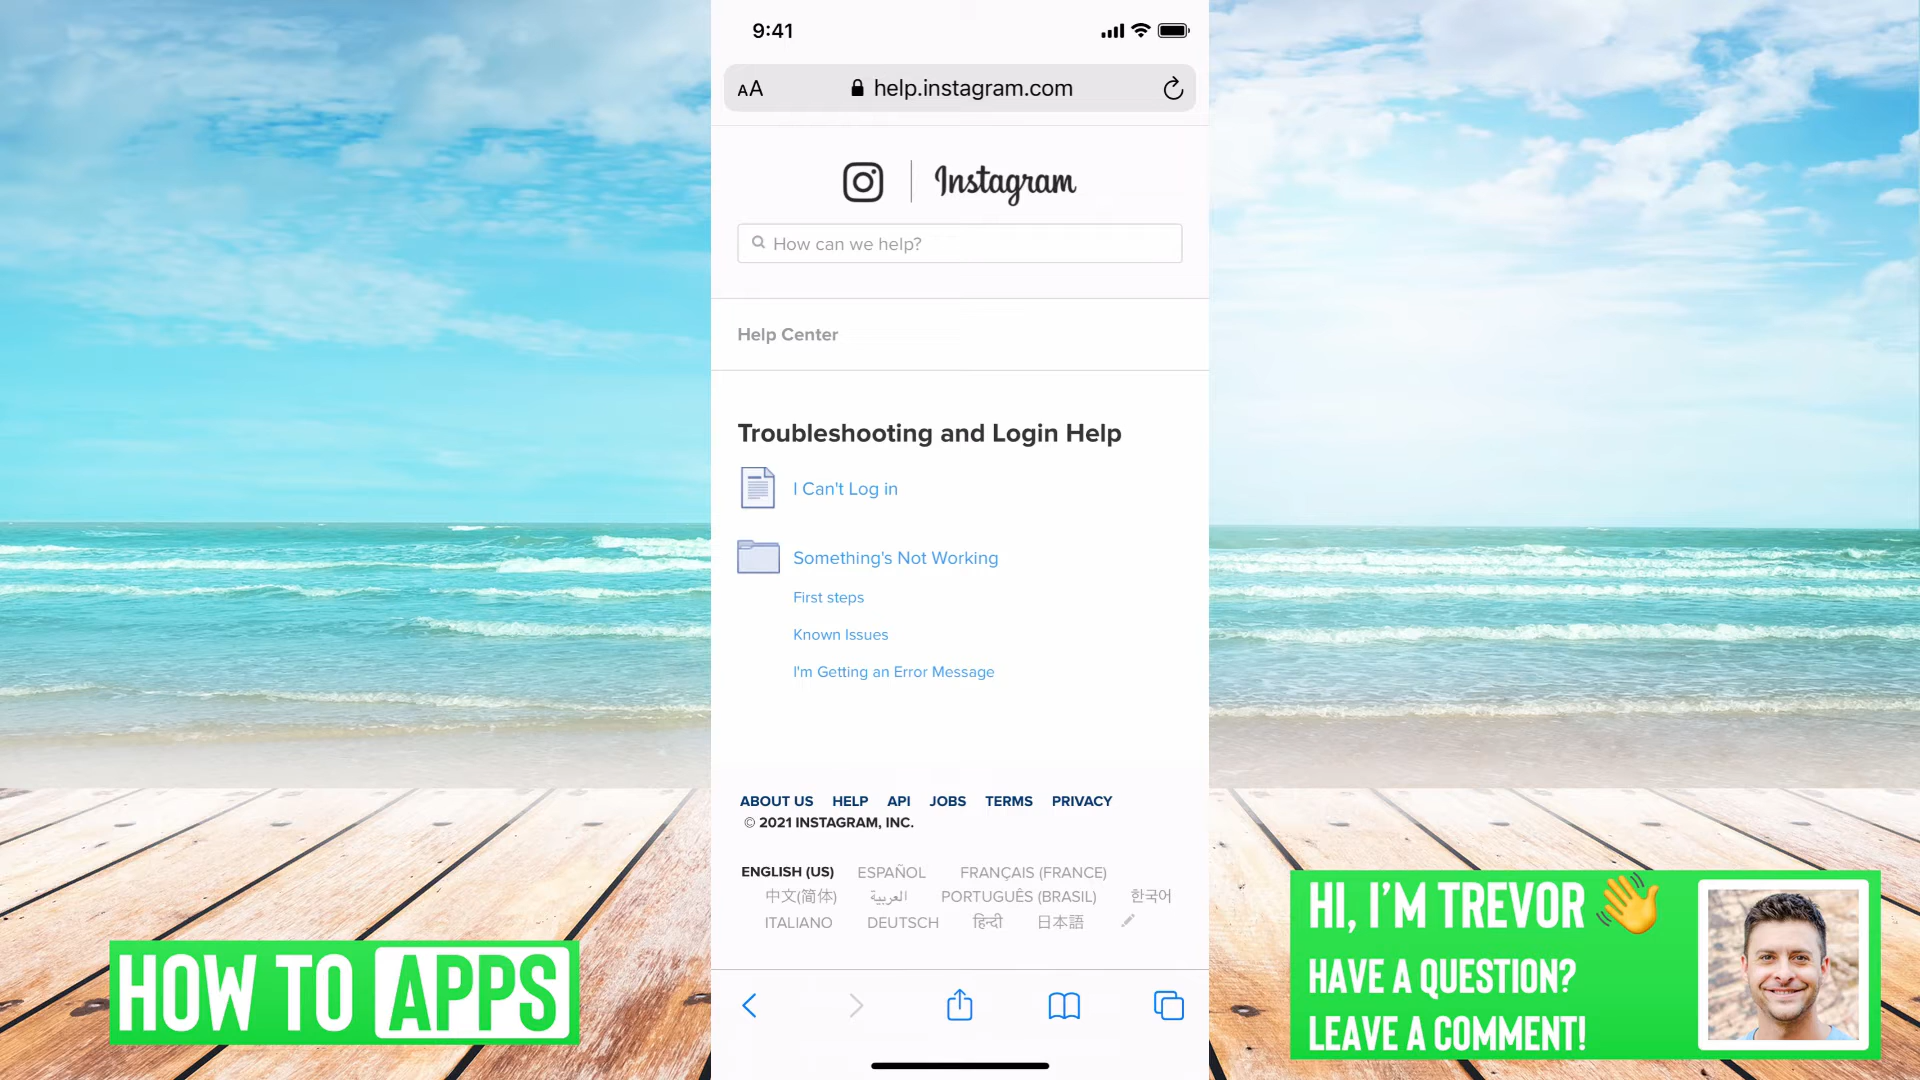 9:41
AA help.instagram.com
Instagram
How can we help?
Help Center
Troubleshooting and Login Help
I Can't Log in
Something's Not Working
First steps
Known Issues
I'm Getting an Error Message
ABOUT US HELP API JOBS TERMS PRIVACY
© 2021 INSTAGRAM, INC.
ENGLISH (US) ESPAÑOL FRANÇAIS (FRANCE)
中文(简体) العربية PORTUGUÊS (BRASIL) 한국어
ITALIANO DEUTSCH हिन्दी 日本語
HOW TO APPS
HI, I'M TREVOR 👋
HAVE A QUESTION?
LEAVE A COMMENT!